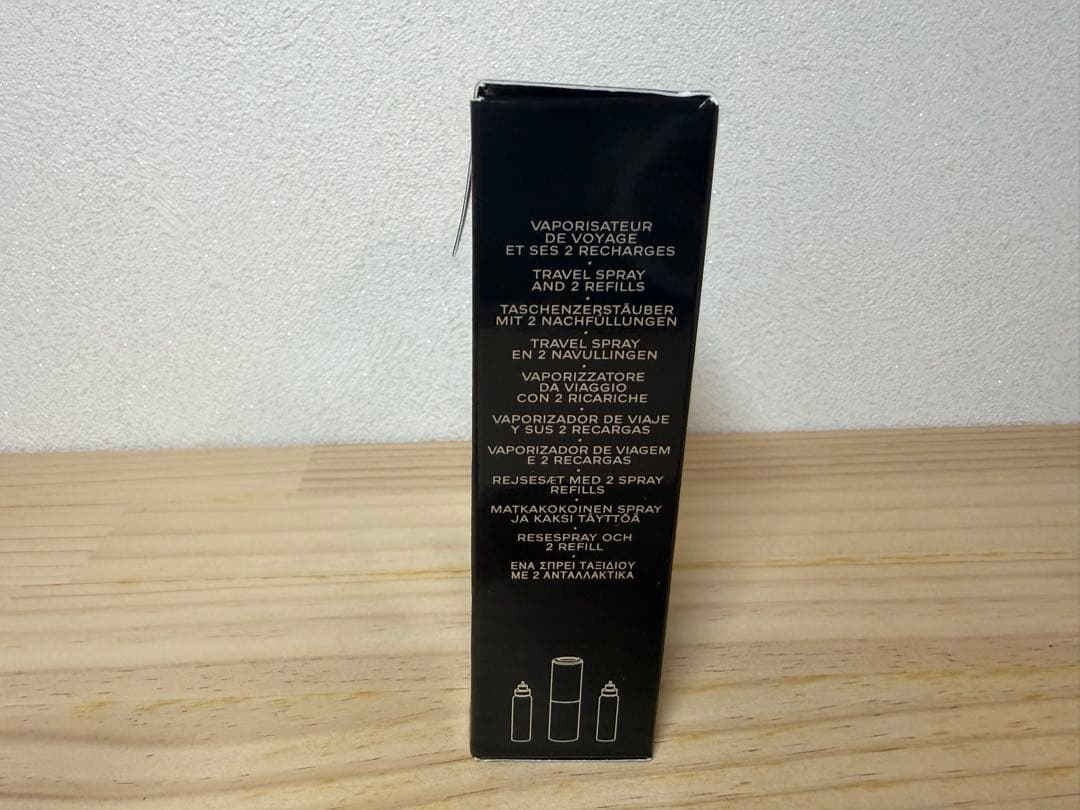 VAPORISATEUR
DE VOYAGE
ET SES 2 RECHARGES
•
TRAVEL SPRAY
AND 2 REFILLS
•
TASCHENZERSTÄUBER
MIT 2 NACHFÜLLUNGEN
•
TRAVEL SPRAY
EN 2 NAVULLINGEN
•
VAPORIZZATORE
DA VIAGGIO
CON 2 RICARICHE
•
VAPORIZADOR DE VIAJE
Y SUS 2 RECARGAS
•
VAPORIZADOR DE VIAGEM
E 2 RECARGAS
•
REJSESÆT MED 2 SPRAY
REFILLS
•
MATKAKOKOINEN SPRAY
JA KAKSI TÄYTTÖÄ
•
RESESPRAY OCH
2 REFILL
•
ΕΝΑ ΣΠΡΕΙ ΤΑΞΙΔΙΟΥ
ΜΕ 2 ΑΝΤΑΛΛΑΚΤΙΚΑ